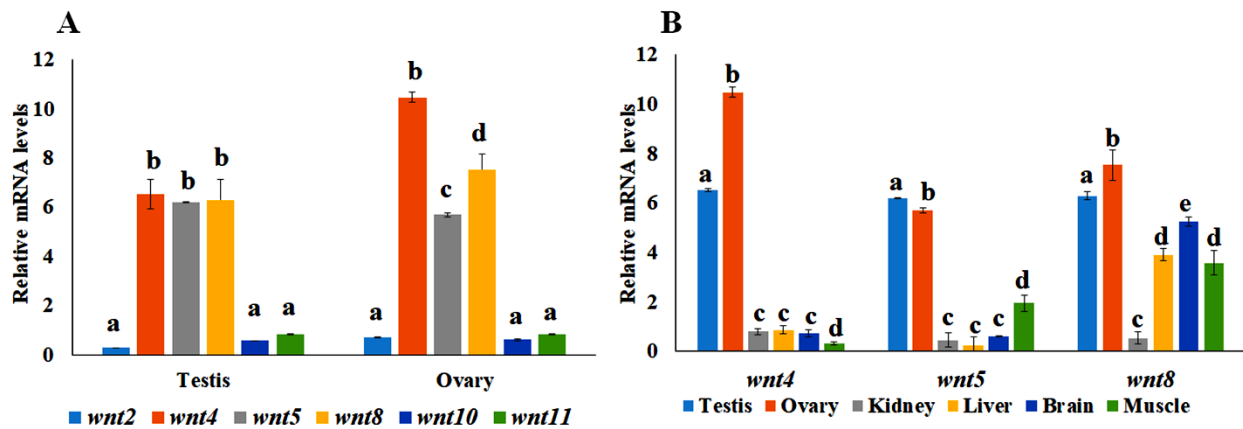 A
Relative mRNA levels
12
10
8
6
4
2
0
a
b
b
b
a
a
a
b
c
d
a
a
Testis
Ovary
wnt2 wnt4 wnt5 wnt8 wnt10 wnt11
B
Relative mRNA levels
12
10
8
6
4
2
0
a
b
c
c
c
d
a
b
c
c
c
d
a
b
c
d
e
d
wnt4
wnt5
wnt8
Testis Ovary Kidney Liver Brain Muscle